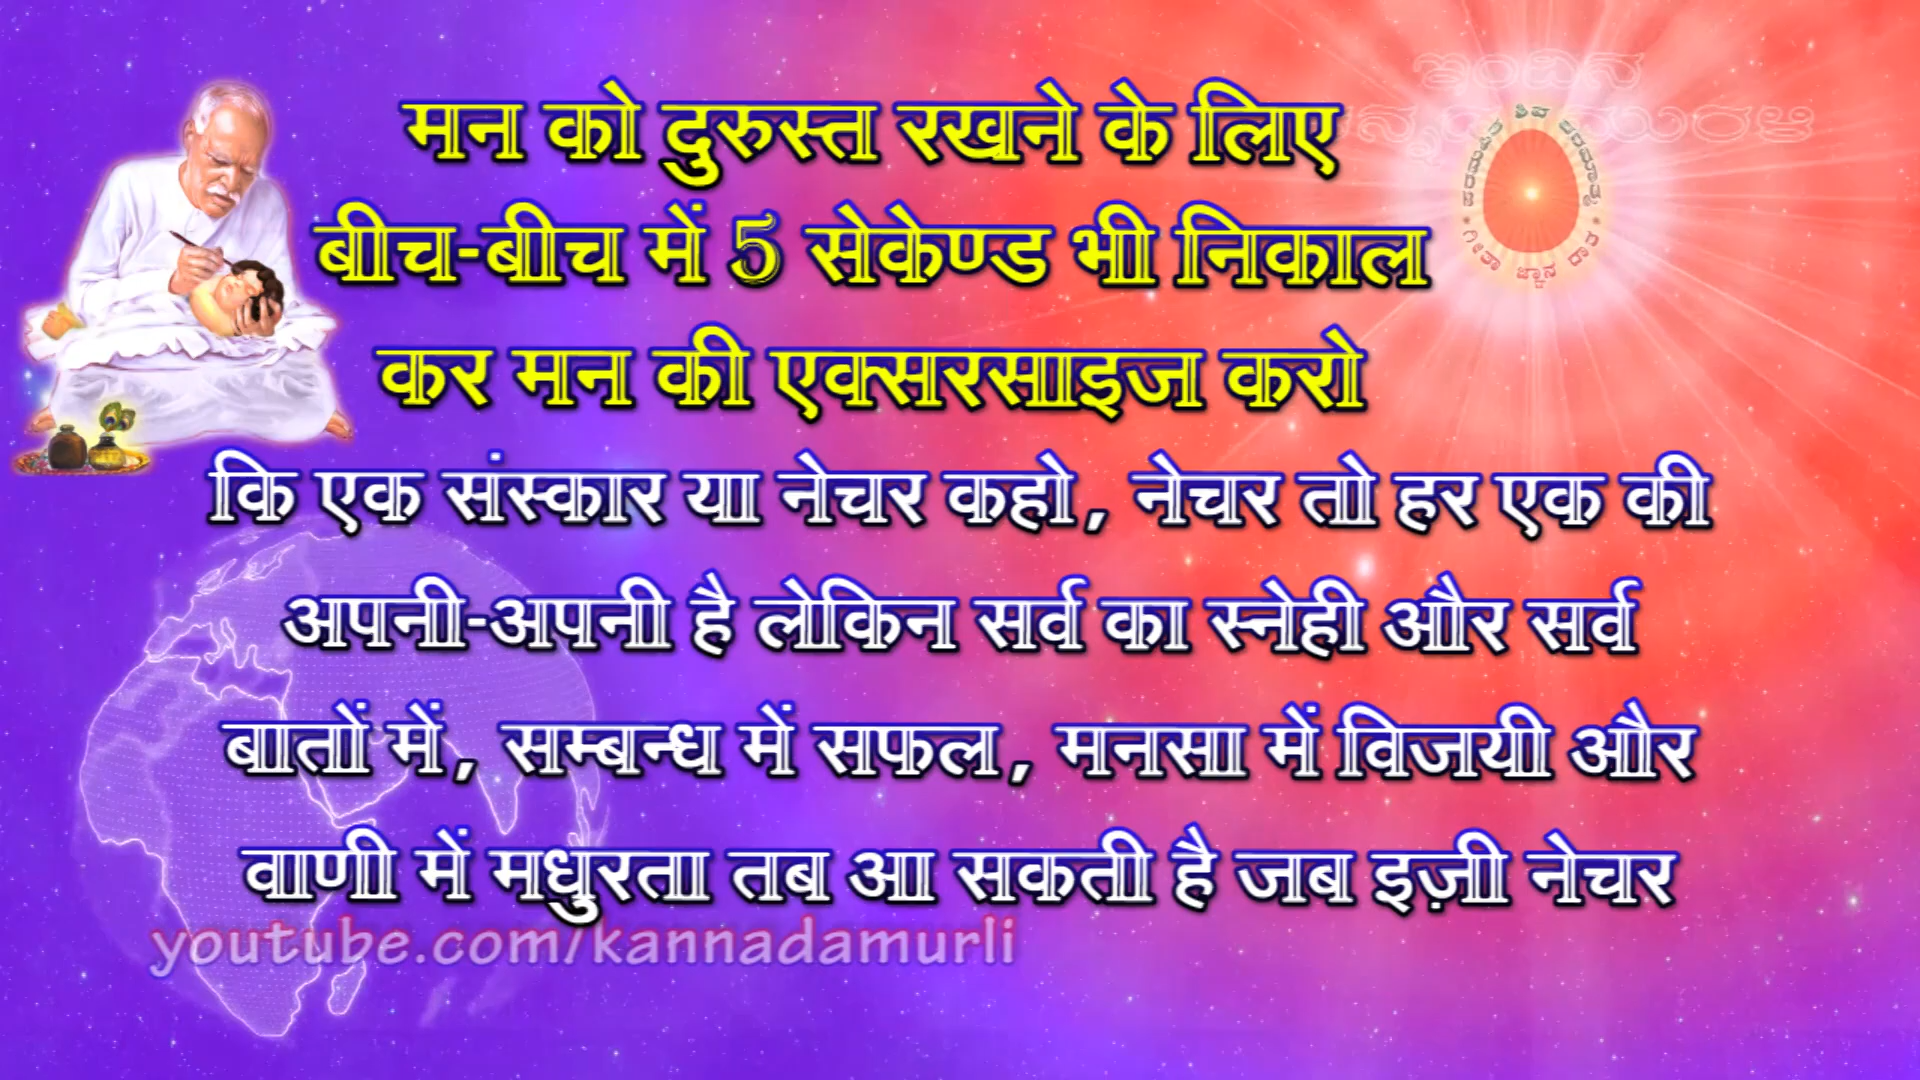 मन को दुरुस्त रखने के लिए
बीच-बीच में 5 सेकेण्ड भी निकाल
कर मन की एक्सरसाइज करो
कि एक संस्कार या नेचर कहो, नेचर तो हर एक की
अपनी-अपनी है लेकिन सर्व का स्नेही और सर्व
बातों में, सम्बन्ध में सफल, मनसा में विजयी और
वाणी में मधुरता तब आ सकती है जब इज़ी नेचर
youtube.com/kannadamurli
ಇಂದಿನ
ಮುರಳಿ
ಶಿವ
ಗೀತಾ ಜ್ಞಾನ ದಾತ